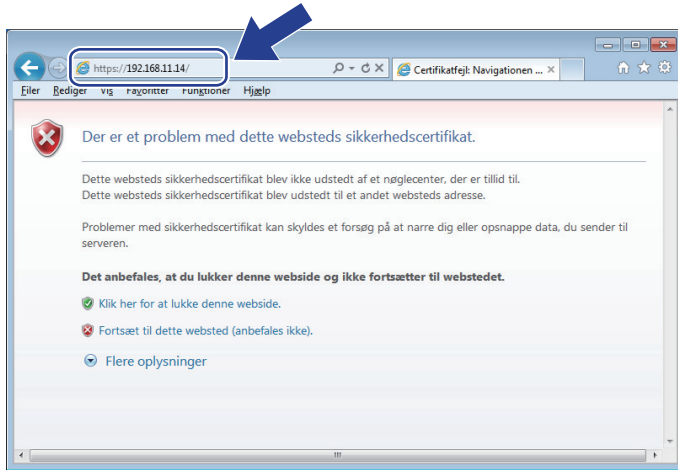 https://192.168.11.14/
Certifikatfejl: Navigationen ...
Filer Rediger Vis Favoritter Funktioner Hjælp
Der er et problem med dette websteds sikkerhedscertifikat.
Dette websteds sikkerhedscertifikat blev ikke udstedt af et nøglecenter, der er tillid til.
Dette websteds sikkerhedscertifikat blev udstedt til et andet websteds adresse.
Problemer med sikkerhedscertifikat kan skyldes et forsøg på at narre dig eller opsnappe data, du sender til
serveren.
Det anbefales, at du lukker denne webside og ikke fortsætter til webstedet.
Klik her for at lukke denne webside.
Fortsæt til dette websted (anbefales ikke).
Flere oplysninger